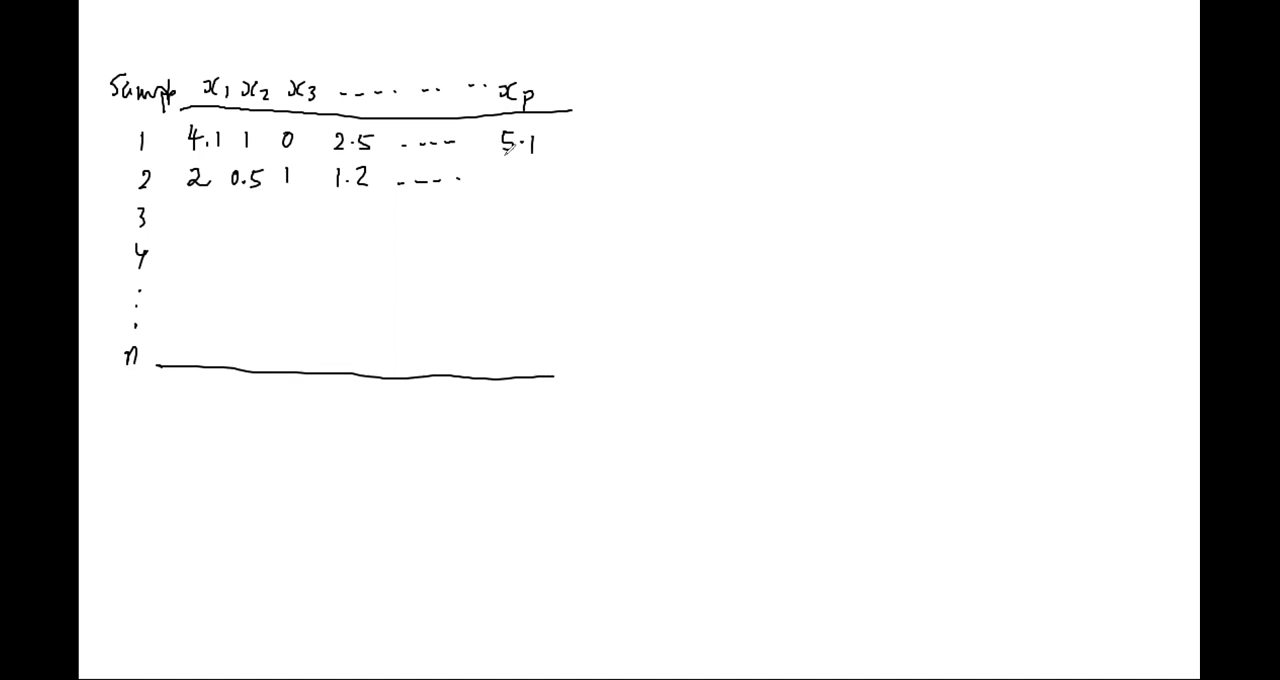 Sample x₁ x₂ x₃ ---· ·· ·· xₚ
1 4.1 1 0 2.5 ---- 5.1
2 2 0.5 1 1.2 ---·
3
4
⋮
n